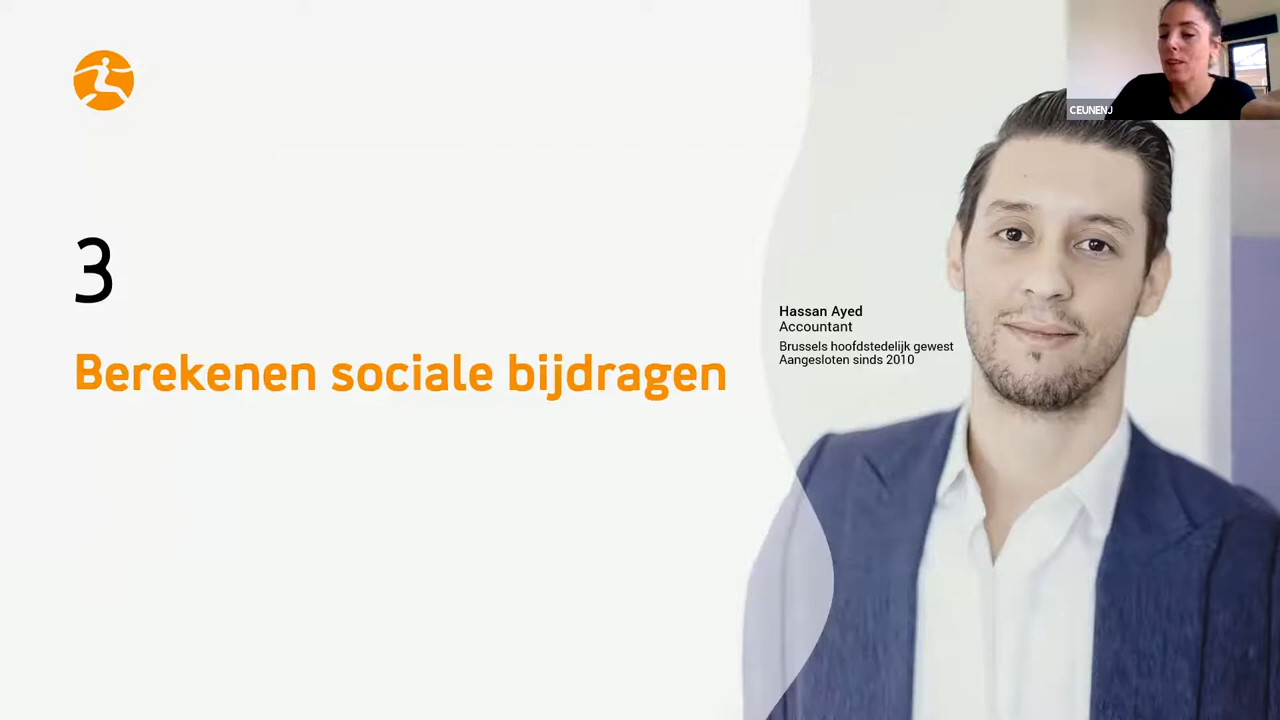 CEUNENJ
3
Berekenen sociale bijdragen
Hassan Ayed
Accountant
Brussels hoofdstedelijk gewest
Aangesloten sinds 2010